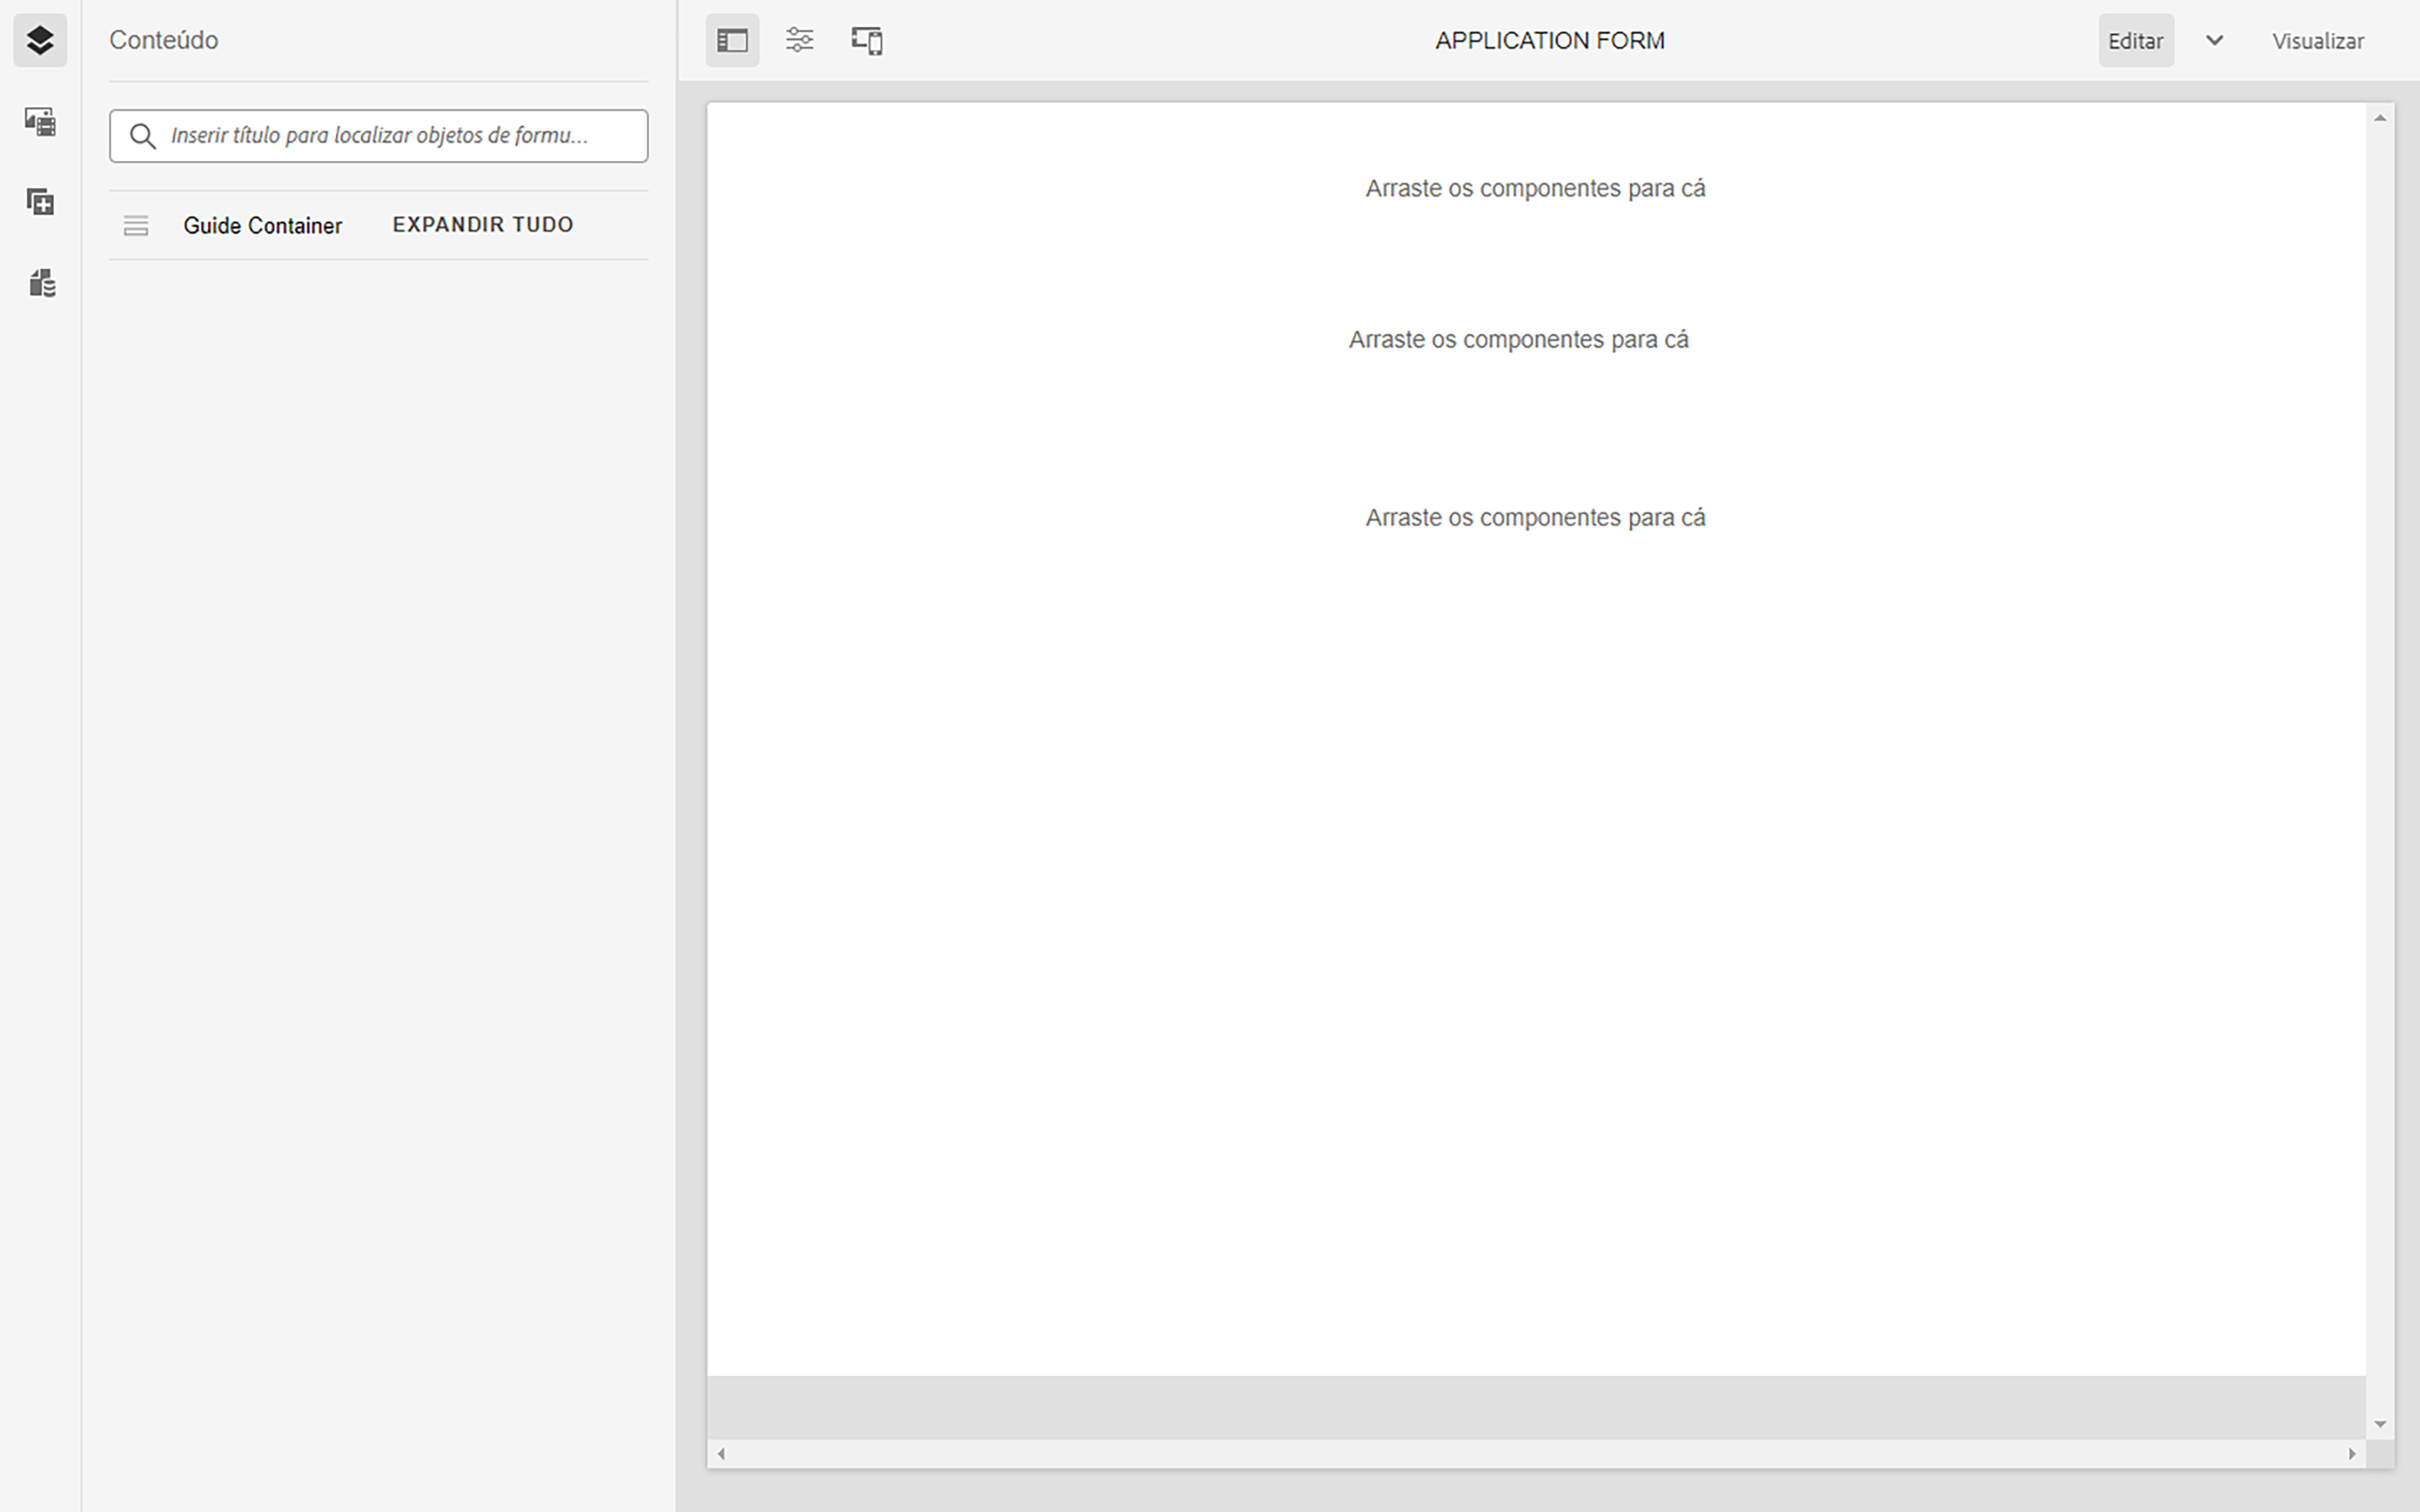 Conteúdo
APPLICATION FORM
Editar
Visualizar
Inserir título para localizar objetos de formu...
Guide Container
EXPANDIR TUDO
Arraste os componentes para cá
Arraste os componentes para cá
Arraste os componentes para cá